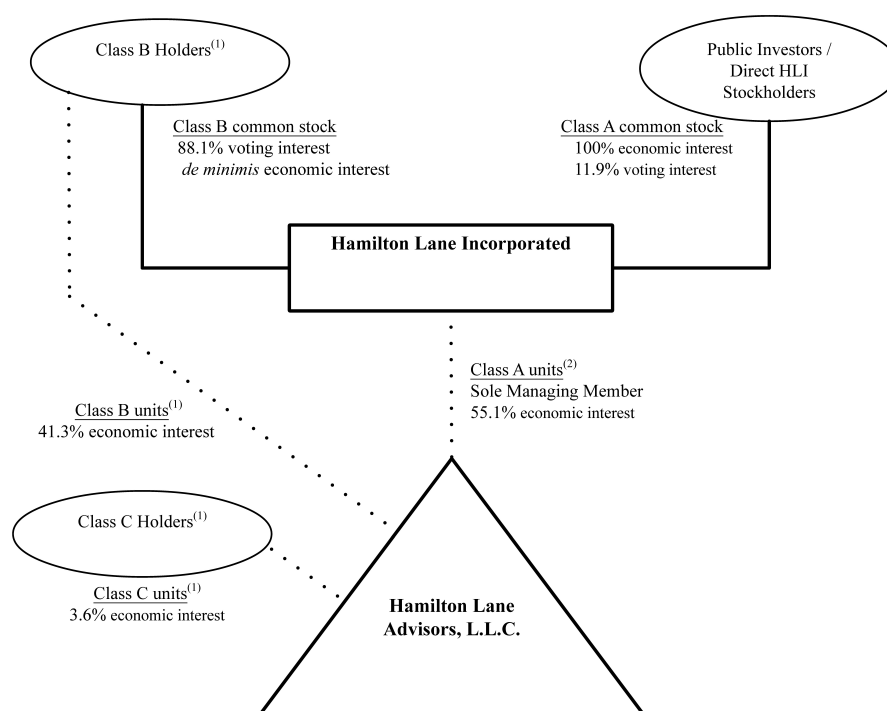 Class B Holders(1)
Public Investors /
Direct HLI
Stockholders
Class B common stock
88.1% voting interest
de minimis economic interest
Class A common stock
100% economic interest
11.9% voting interest
Hamilton Lane Incorporated
Class A units(2)
Sole Managing Member
55.1% economic interest
Class B units(1)
41.3% economic interest
Class C Holders(1)
Class C units(1)
3.6% economic interest
Hamilton Lane
Advisors, L.L.C.